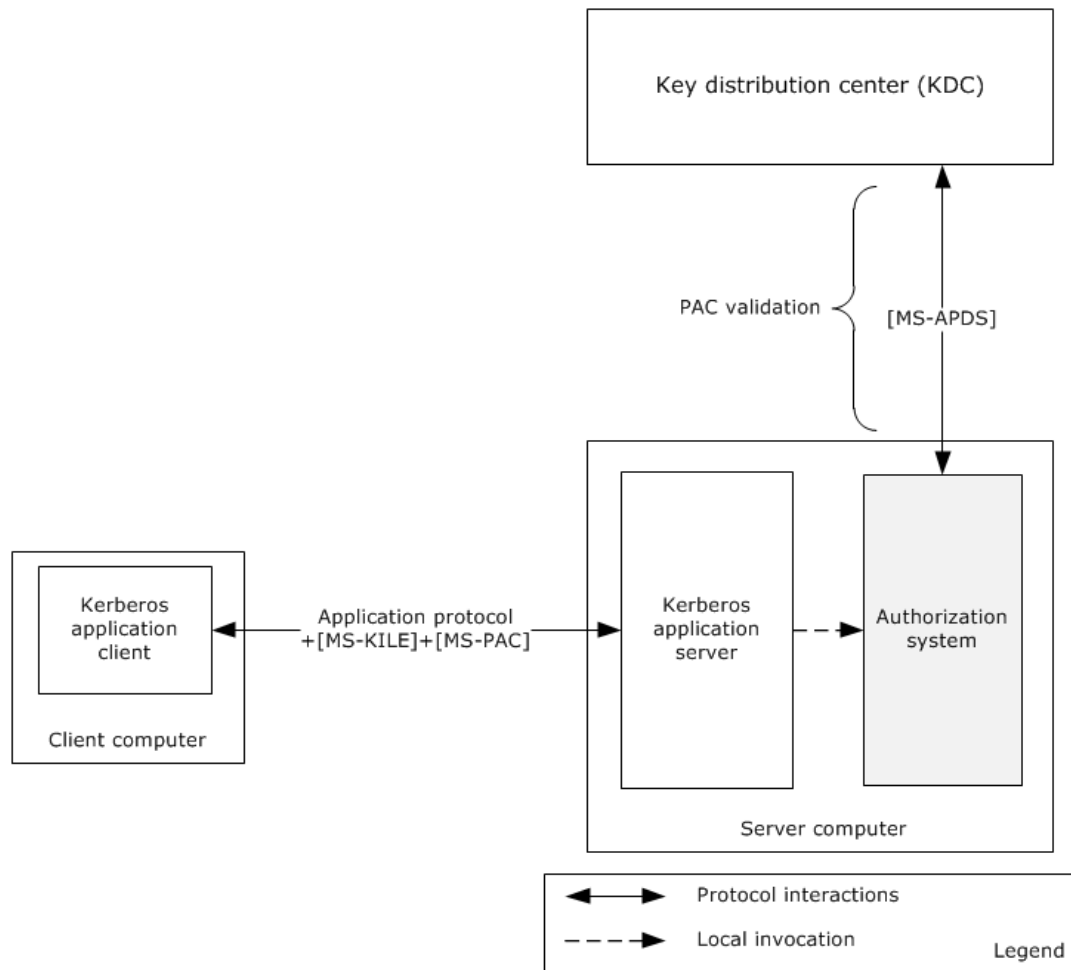 Key distribution center (KDC)
PAC validation
[MS-APDS]
Kerberos
application
client
Client computer
Application protocol
+[MS-KILE]+[MS-PAC]
Kerberos
application
server
Authorization
system
Server computer
Protocol interactions
Local invocation
Legend